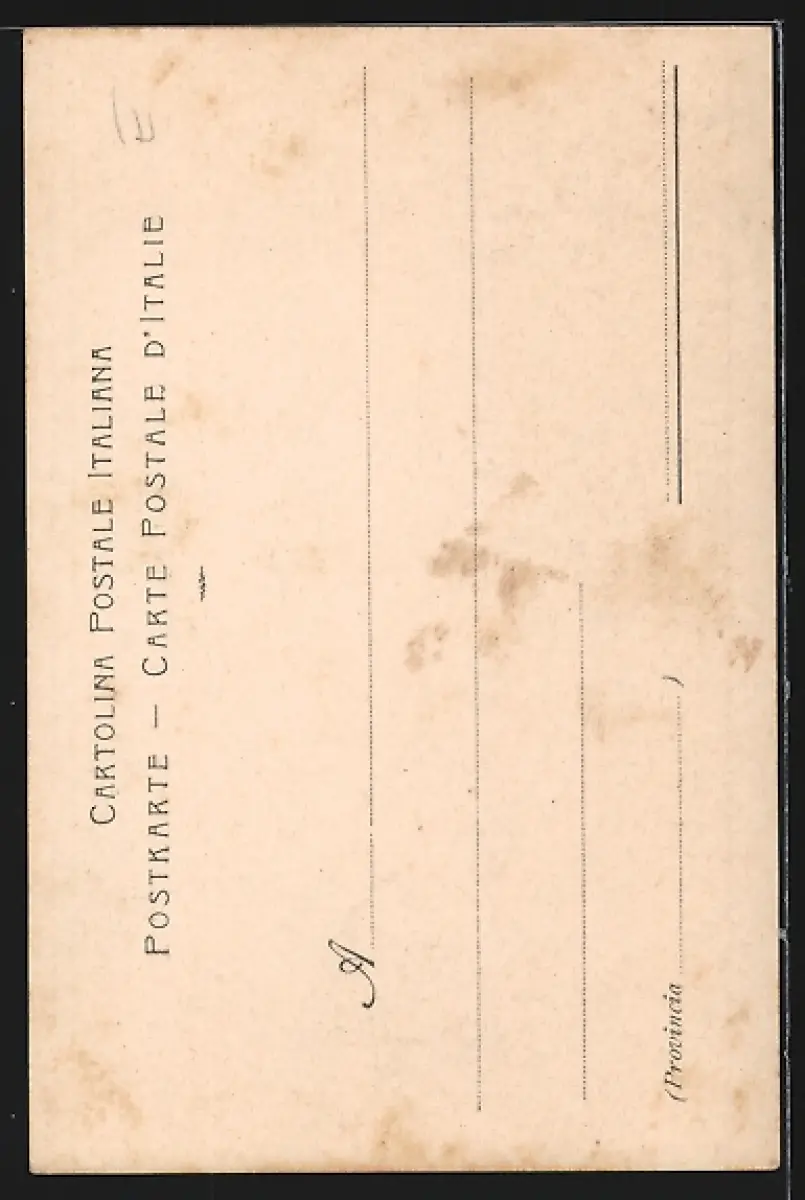 CARTOLINA POSTALE ITALIANA
POSTKARTE — CARTE POSTALE D'ITALIE
A
(Provincia )